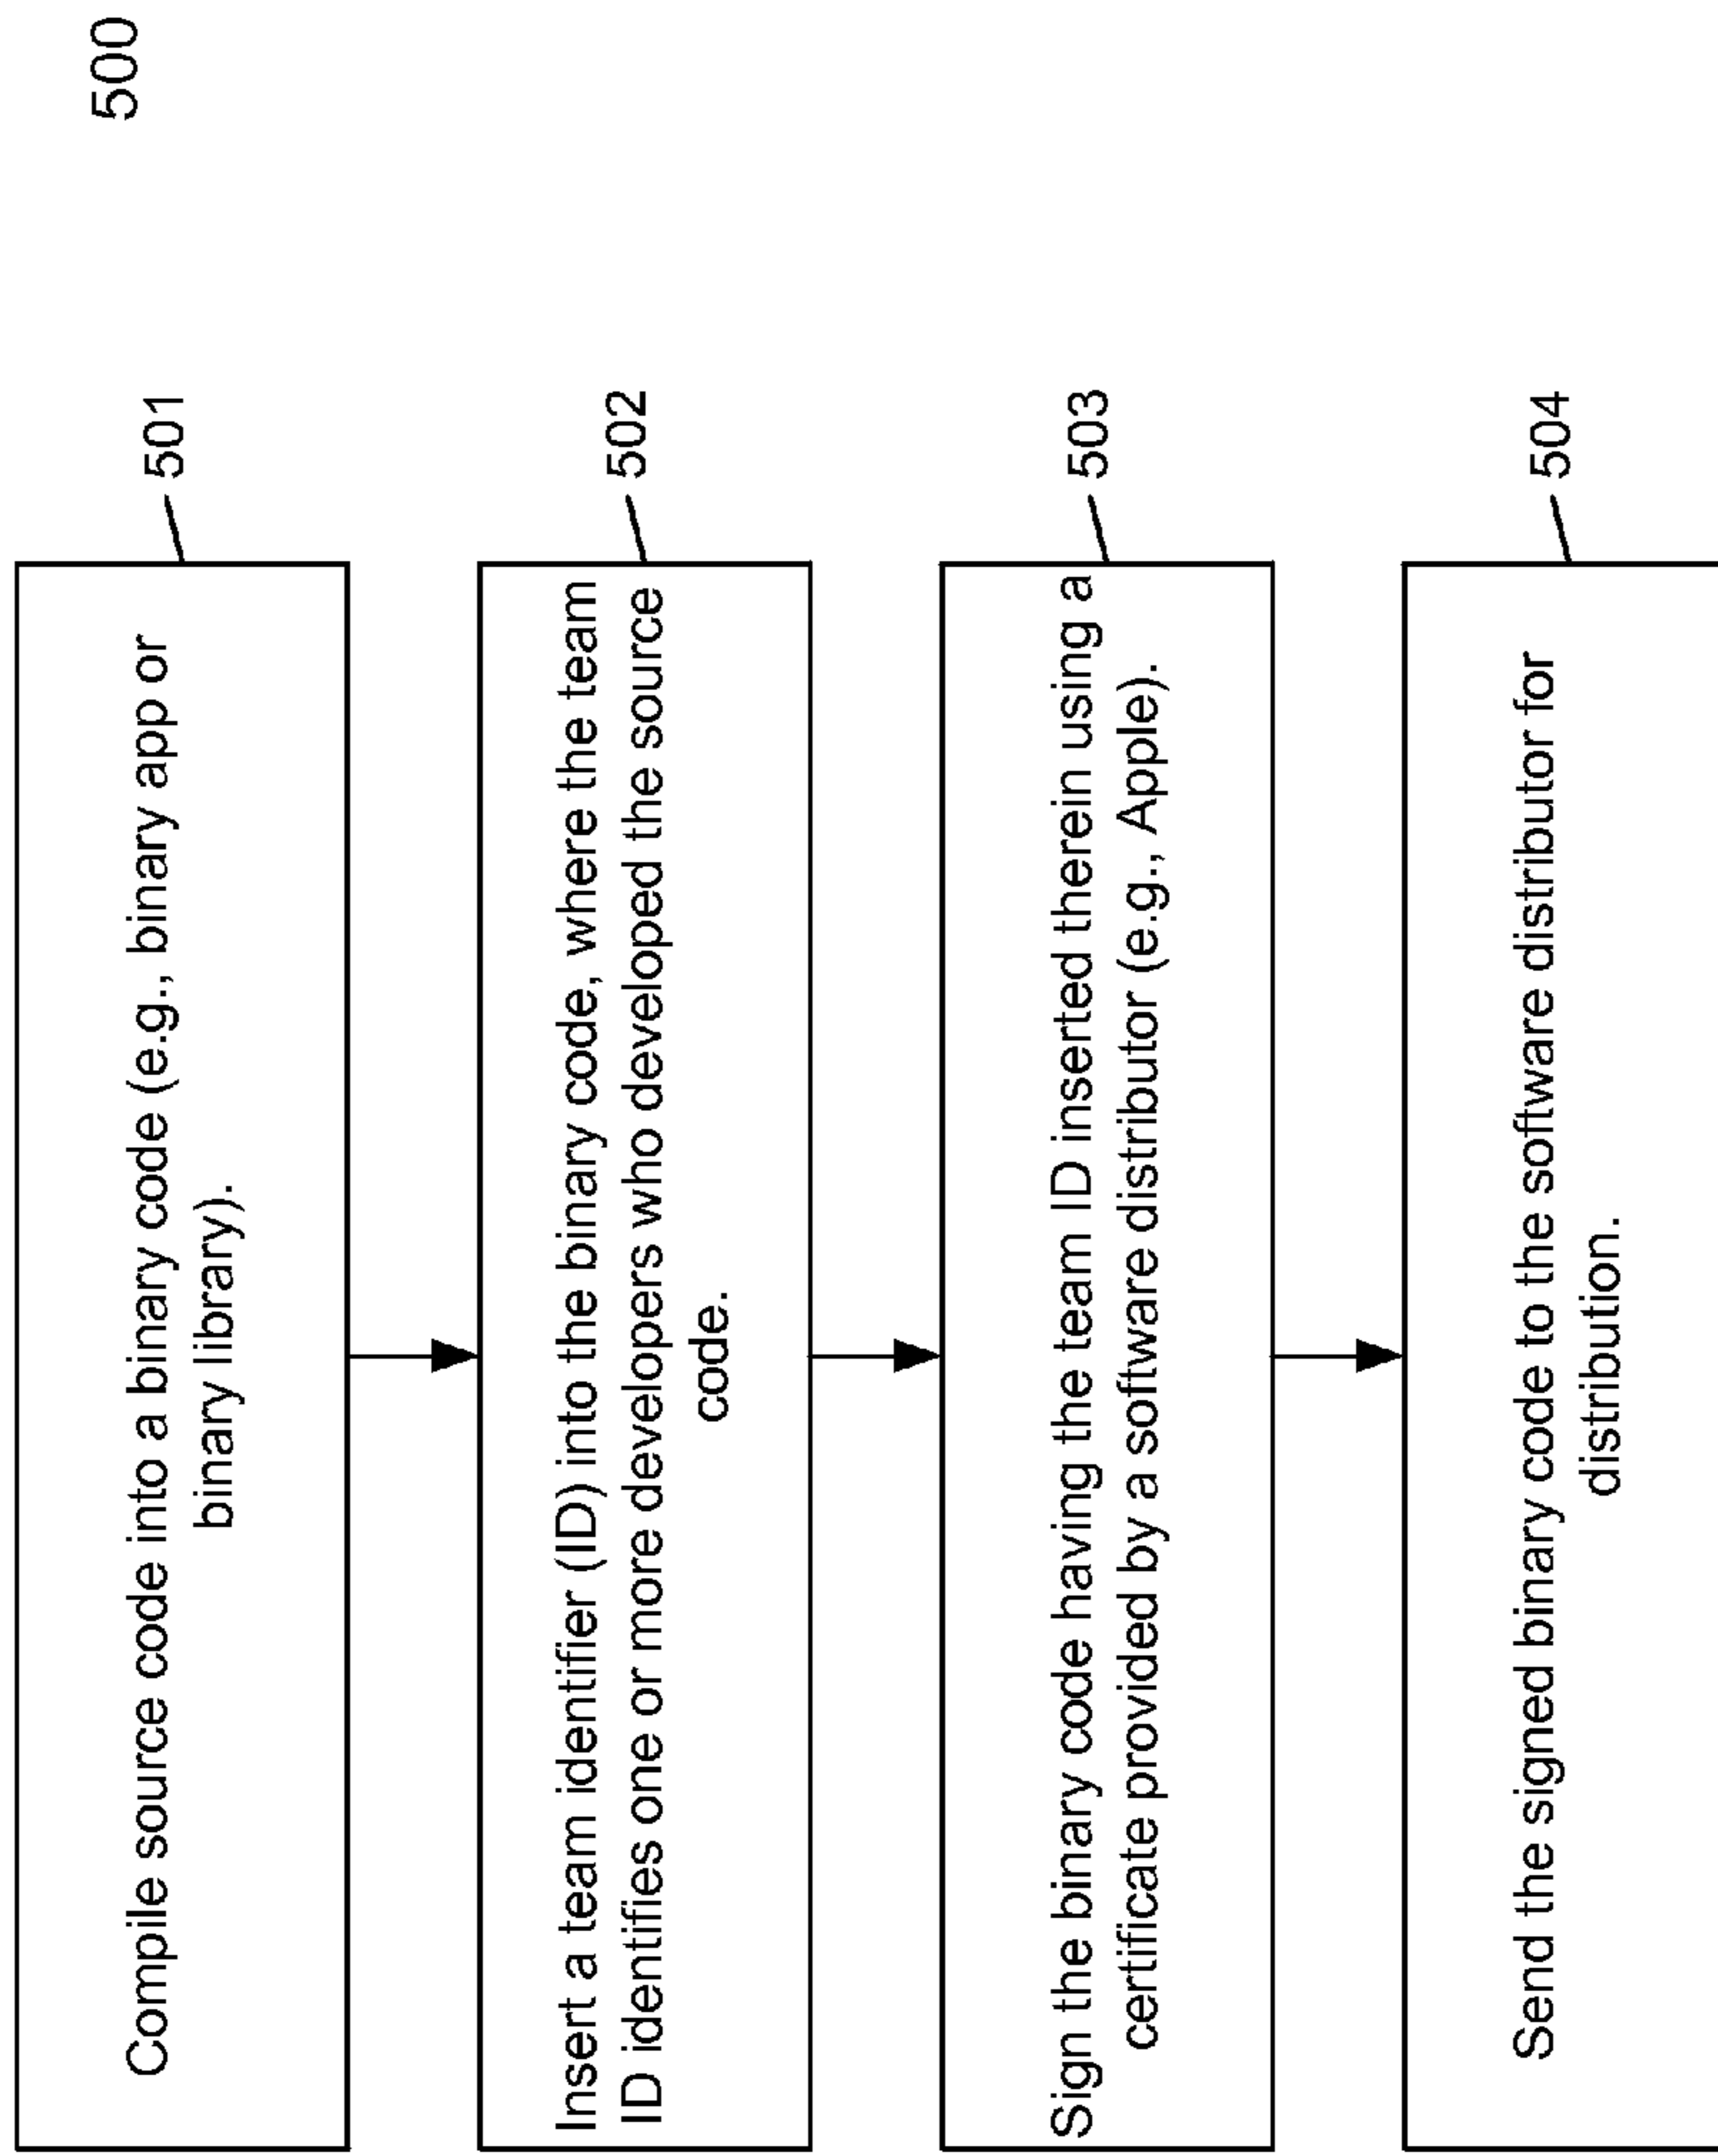 500
Compile source code into a binary code (e.g., binary app or
binary library).
501
Insert a team identifier (ID) into the binary code, where the team
ID identifies one or more developers who developed the source
code.
502
Sign the binary code having the team ID inserted therein using a
certificate provided by a software distributor (e.g., Apple).
503
Send the signed binary code to the software distributor for
distribution.
504